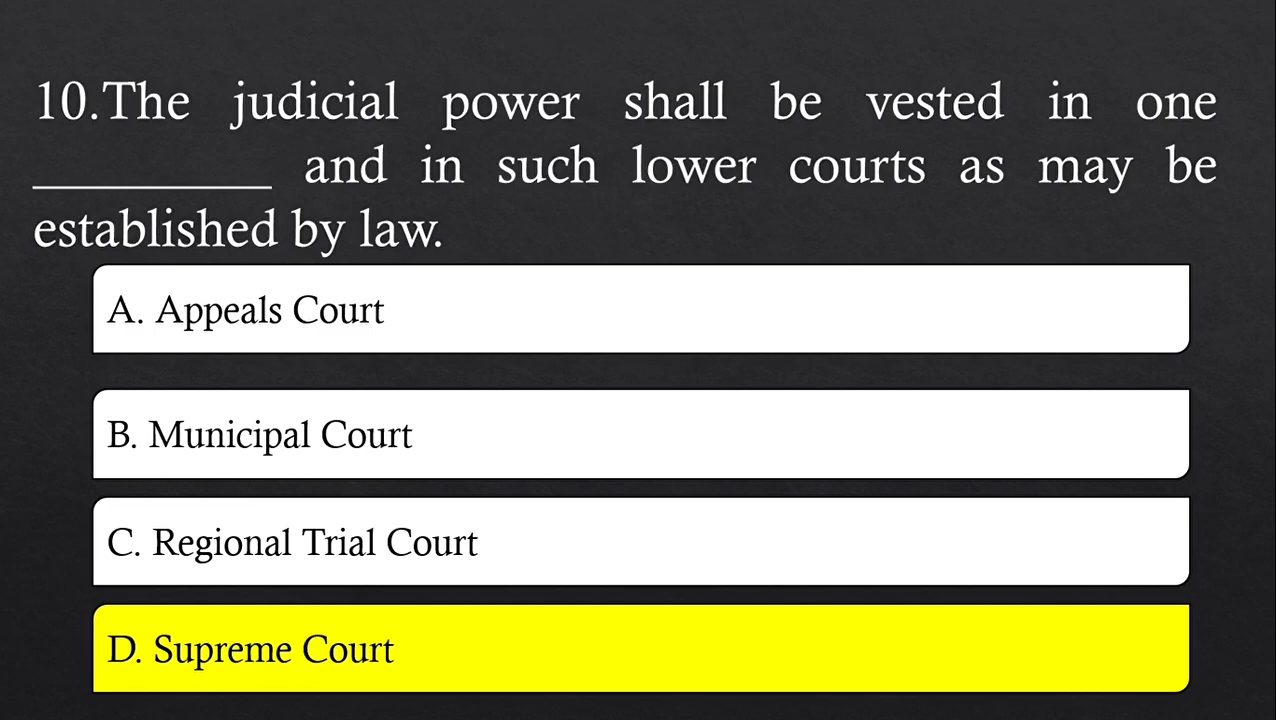 10.The judicial power shall be vested in one
__________ and in such lower courts as may be
established by law.
A. Appeals Court
B. Municipal Court
C. Regional Trial Court
D. Supreme Court